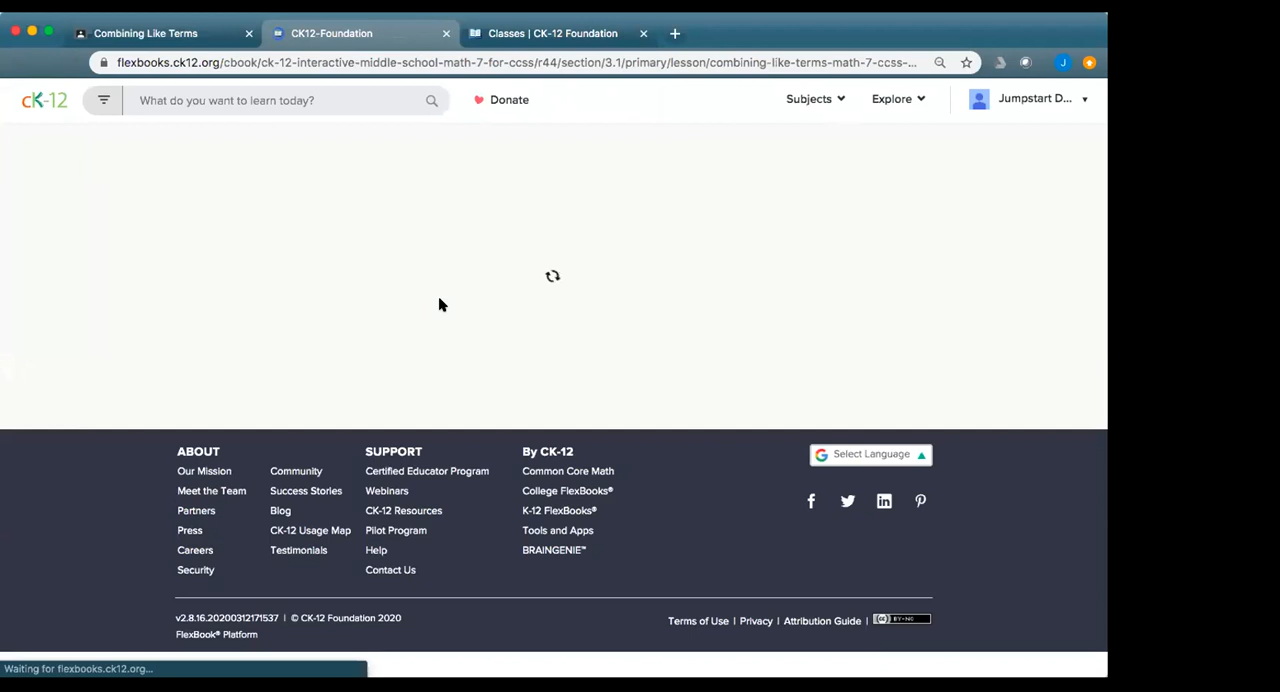 Combining Like Terms
CK12-Foundation
Classes | CK-12 Foundation
flexbooks.ck12.org/cbook/ck-12-interactive-middle-school-math-7-for-ccss/r44/section/3.1/primary/lesson/combining-like-terms-math-7-ccss-...
J
cK-12
What do you want to learn today?
Donate
Subjects
Explore
Jumpstart D...
ABOUT
Our Mission
Meet the Team
Partners
Press
Careers
Security
Community
Success Stories
Blog
CK-12 Usage Map
Testimonials
SUPPORT
Certified Educator Program
Webinars
CK-12 Resources
Pilot Program
Help
Contact Us
By CK-12
Common Core Math
College FlexBooks®
K-12 FlexBooks®
Tools and Apps
BRAINGENIE™
Select Language
v2.8.16.20200312171537 | © CK-12 Foundation 2020
FlexBook® Platform
Terms of Use | Privacy | Attribution Guide |
CC BY-NC
Waiting for flexbooks.ck12.org...